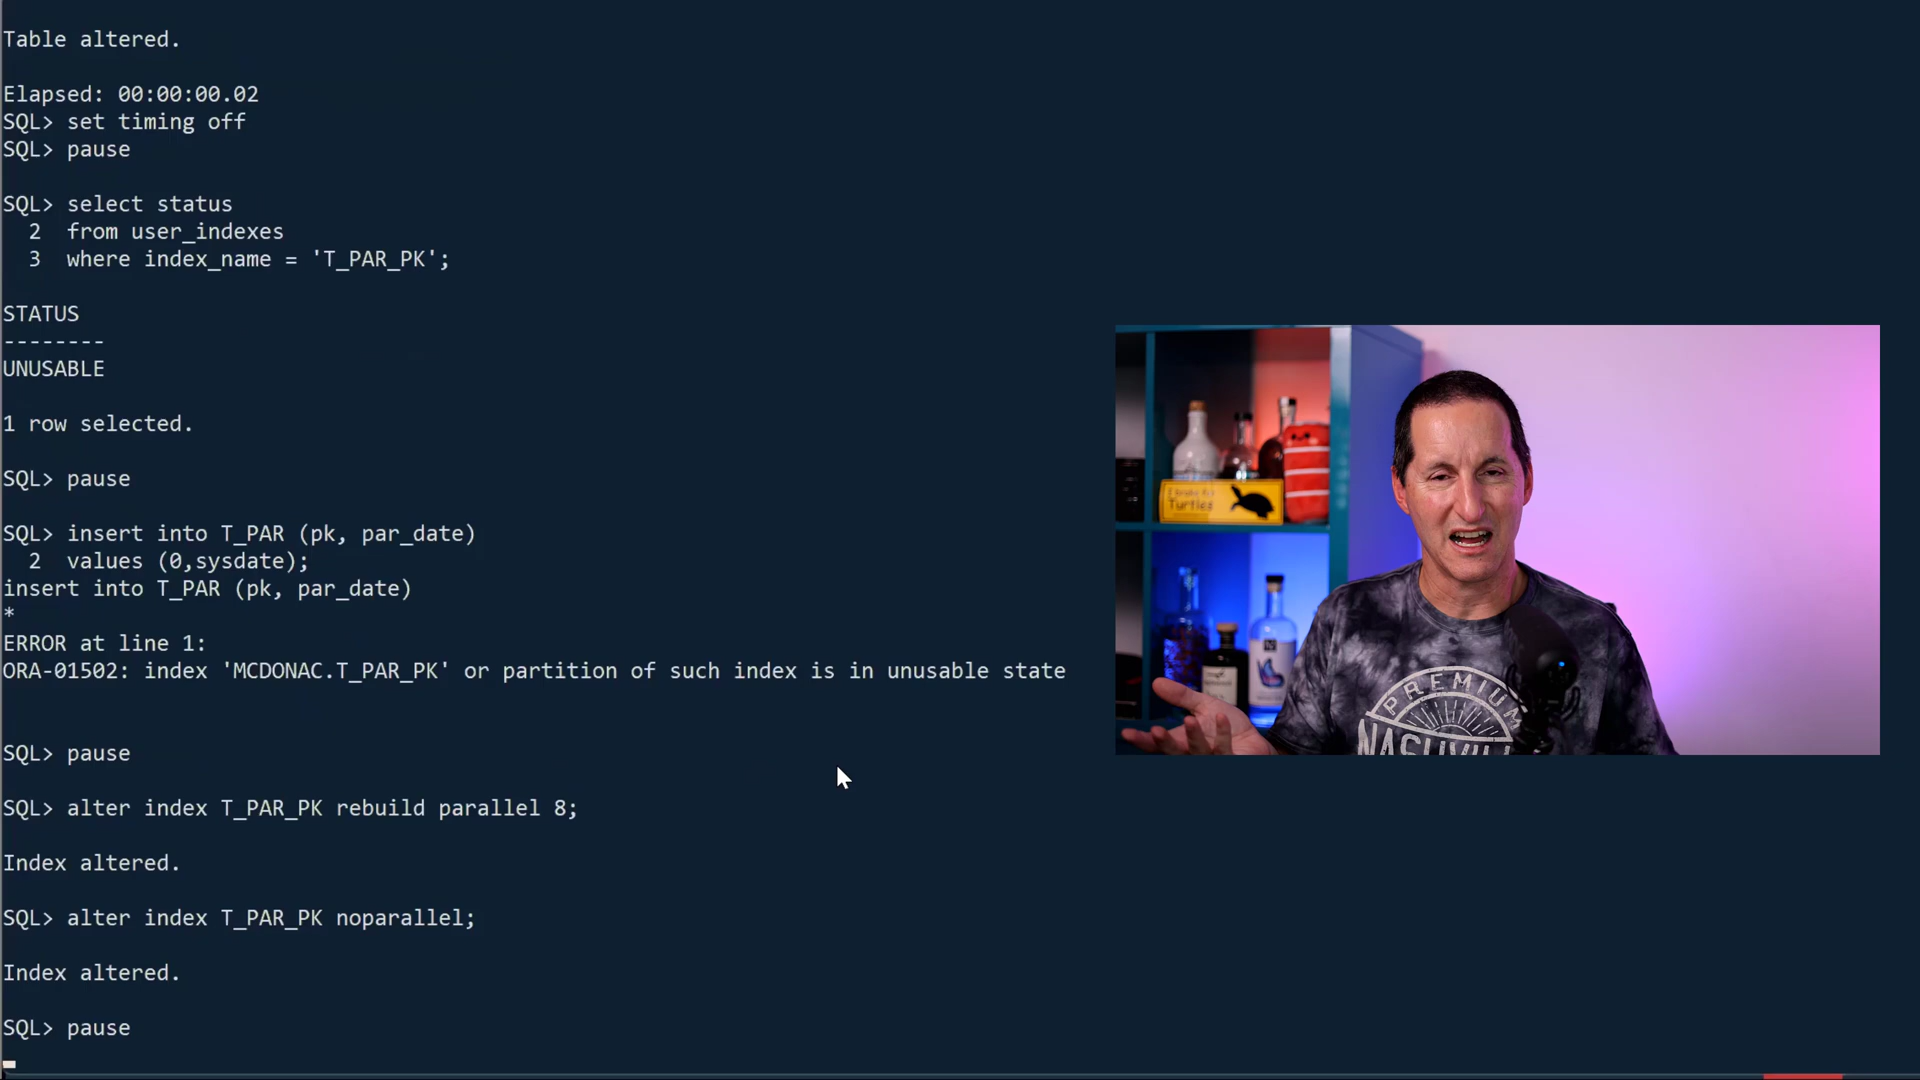 Table altered.
Elapsed: 00:00:00.02
SQL> set timing off
SQL> pause
SQL> select status
2 from user_indexes
3 where index_name = 'T_PAR_PK';
STATUS
--------
UNUSABLE
1 row selected.
SQL> pause
SQL> insert into T_PAR (pk, par_date)
2 values (0,sysdate);
insert into T_PAR (pk, par_date)
*
ERROR at line 1:
ORA-01502: index 'MCDONAC.T_PAR_PK' or partition of such index is in unusable state
SQL> pause
SQL> alter index T_PAR_PK rebuild parallel 8;
Index altered.
SQL> alter index T_PAR_PK noparallel;
Index altered.
SQL> pause
Turtles
PREMIUM
NASHVILL